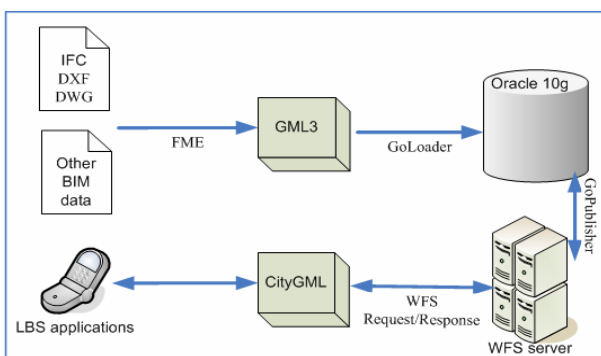 IFC
DXF
DWG
Other
BIM
data
FME
GML3
GoLoader
Oracle 10g
GoPublisher
LBS applications
CityGML
WFS
Request/Response
WFS server